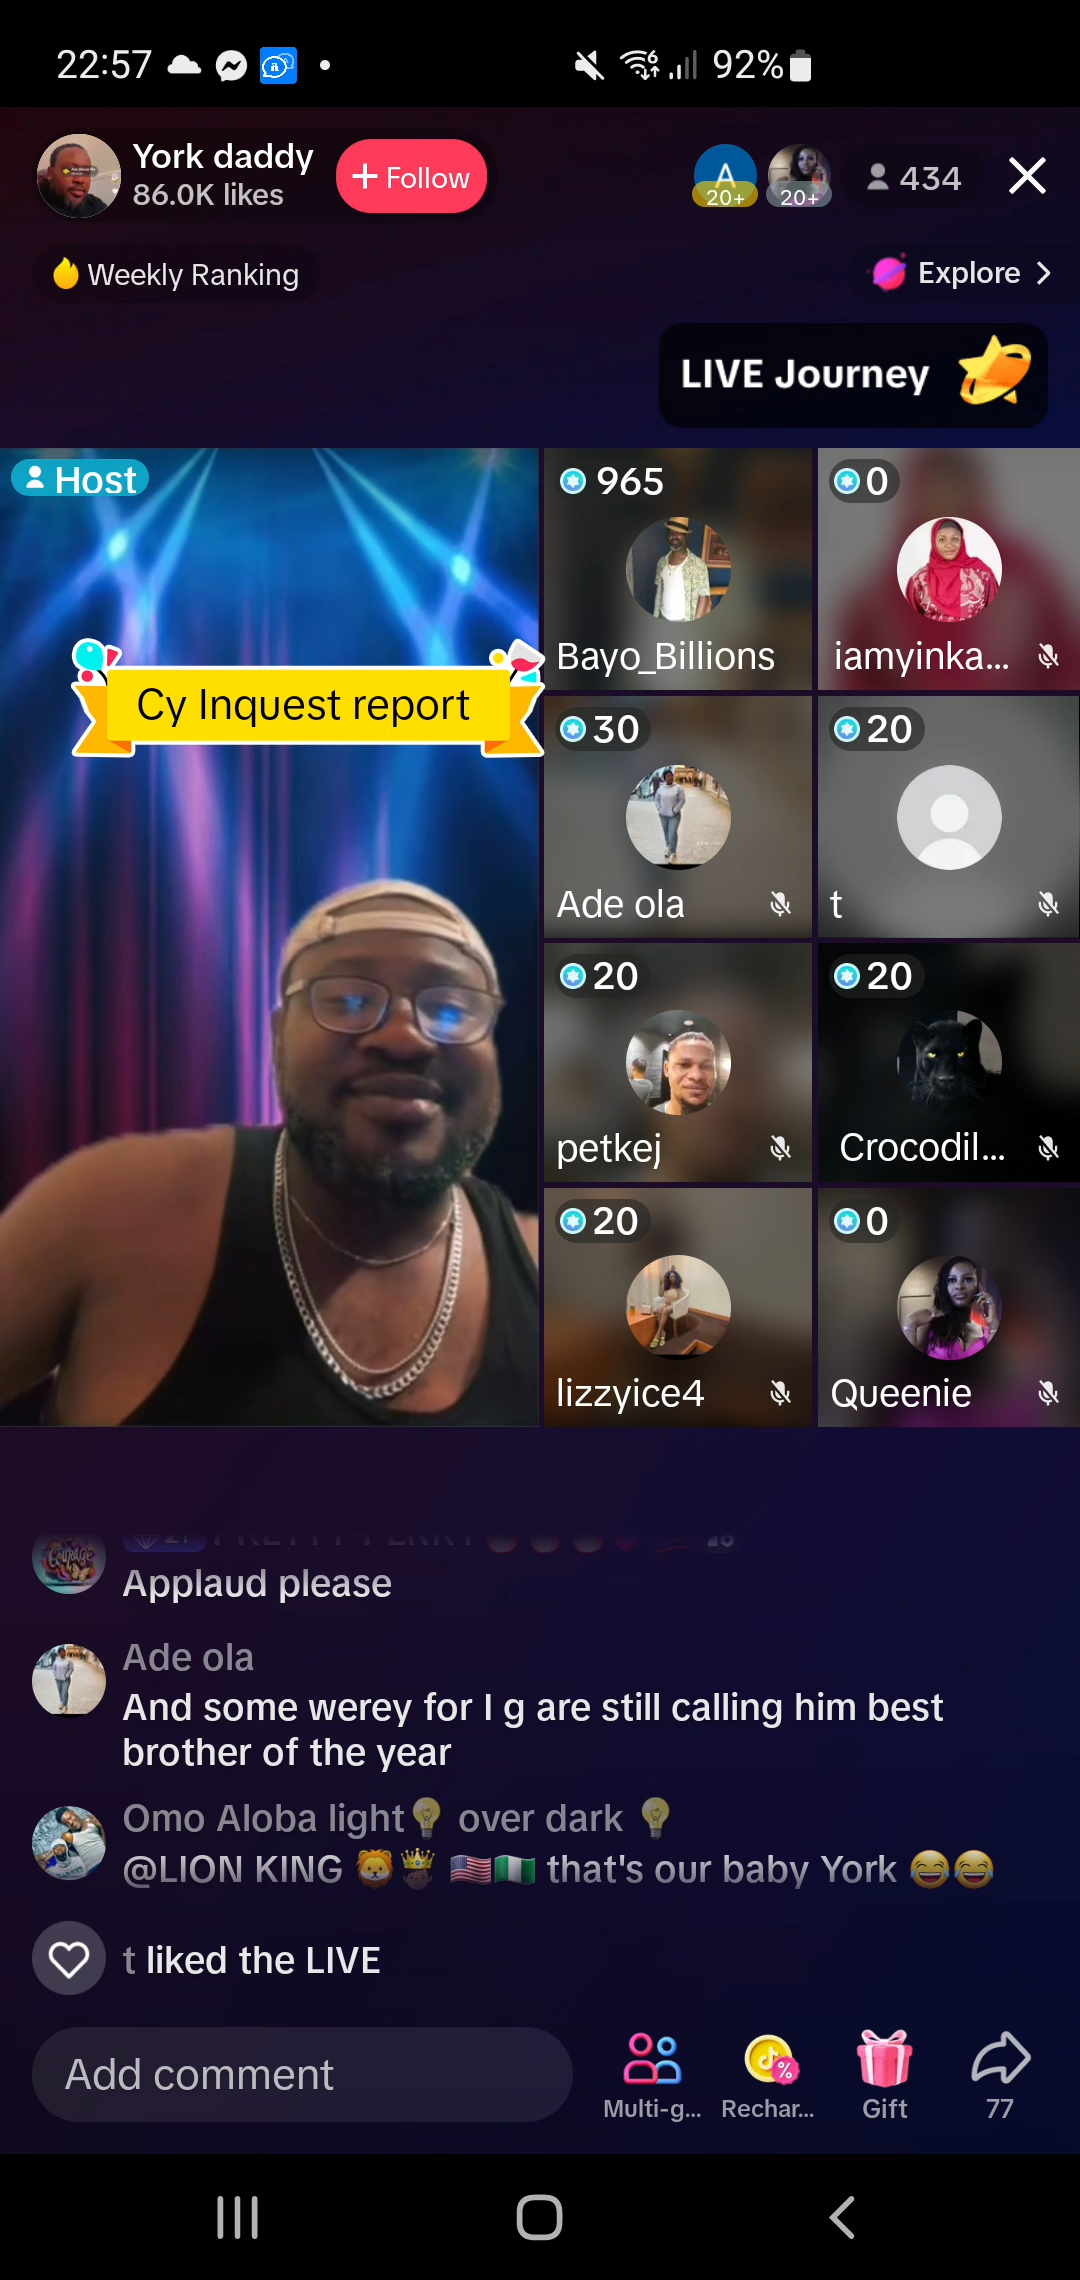 22:57
92%
York daddy
86.0K likes
+ Follow
A
20+
20+
434
Weekly Ranking
Explore
LIVE Journey
Host
Cy Inquest report
965
Bayo_Billions
0
iamyinka...
30
Ade ola
20
t
20
petkej
20
Crocodil...
20
lizzyice4
0
Queenie
Applaud please
Ade ola
And some werey for I g are still calling him best
brother of the year
Omo Aloba light💡 over dark 💡
@LION KING 🦁🤴🏿 🇺🇸🇳🇬 that's our baby York 😂😂
t liked the LIVE
Add comment
Multi-g...
Rechar...
Gift
77